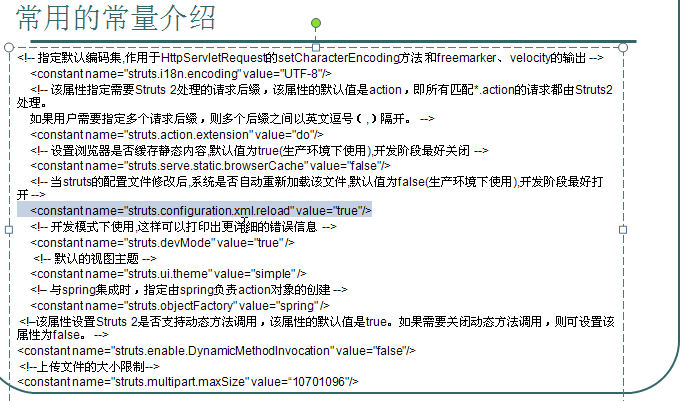 常用的常量介绍
<!-- 指定默认编码集,作用于HttpServletRequest的setCharacterEncoding方法 和freemarker、velocity的输出 -->
<constant name="struts.i18n.encoding" value="UTF-8"/>
<!-- 该属性指定需要Struts 2处理的请求后缀，该属性的默认值是action，即所有匹配*.action的请求都由Struts2
处理。
如果用户需要指定多个请求后缀，则多个后缀之间以英文逗号（,）隔开。 -->
<constant name="struts.action.extension" value="do"/>
<!-- 设置浏览器是否缓存静态内容,默认值为true(生产环境下使用),开发阶段最好关闭 -->
<constant name="struts.serve.static.browserCache" value="false"/>
<!-- 当struts的配置文件修改后,系统是否自动重新加载该文件,默认值为false(生产环境下使用),开发阶段最好打
开 -->
<constant name="struts.configuration.xml.reload" value="true"/>
<!-- 开发模式下使用,这样可以打印出更详细的错误信息 -->
<constant name="struts.devMode" value="true" />
<!-- 默认的视图主题 -->
<constant name="struts.ui.theme" value="simple" />
<!-- 与spring集成时，指定由spring负责action对象的创建 -->
<constant name="struts.objectFactory" value="spring" />
<!--该属性设置Struts 2是否支持动态方法调用，该属性的默认值是true。如果需要关闭动态方法调用，则可设置该
属性为false。 -->
<constant name="struts.enable.DynamicMethodInvocation" value="false"/>
<!--上传文件的大小限制-->
<constant name="struts.multipart.maxSize" value=“10701096"/>